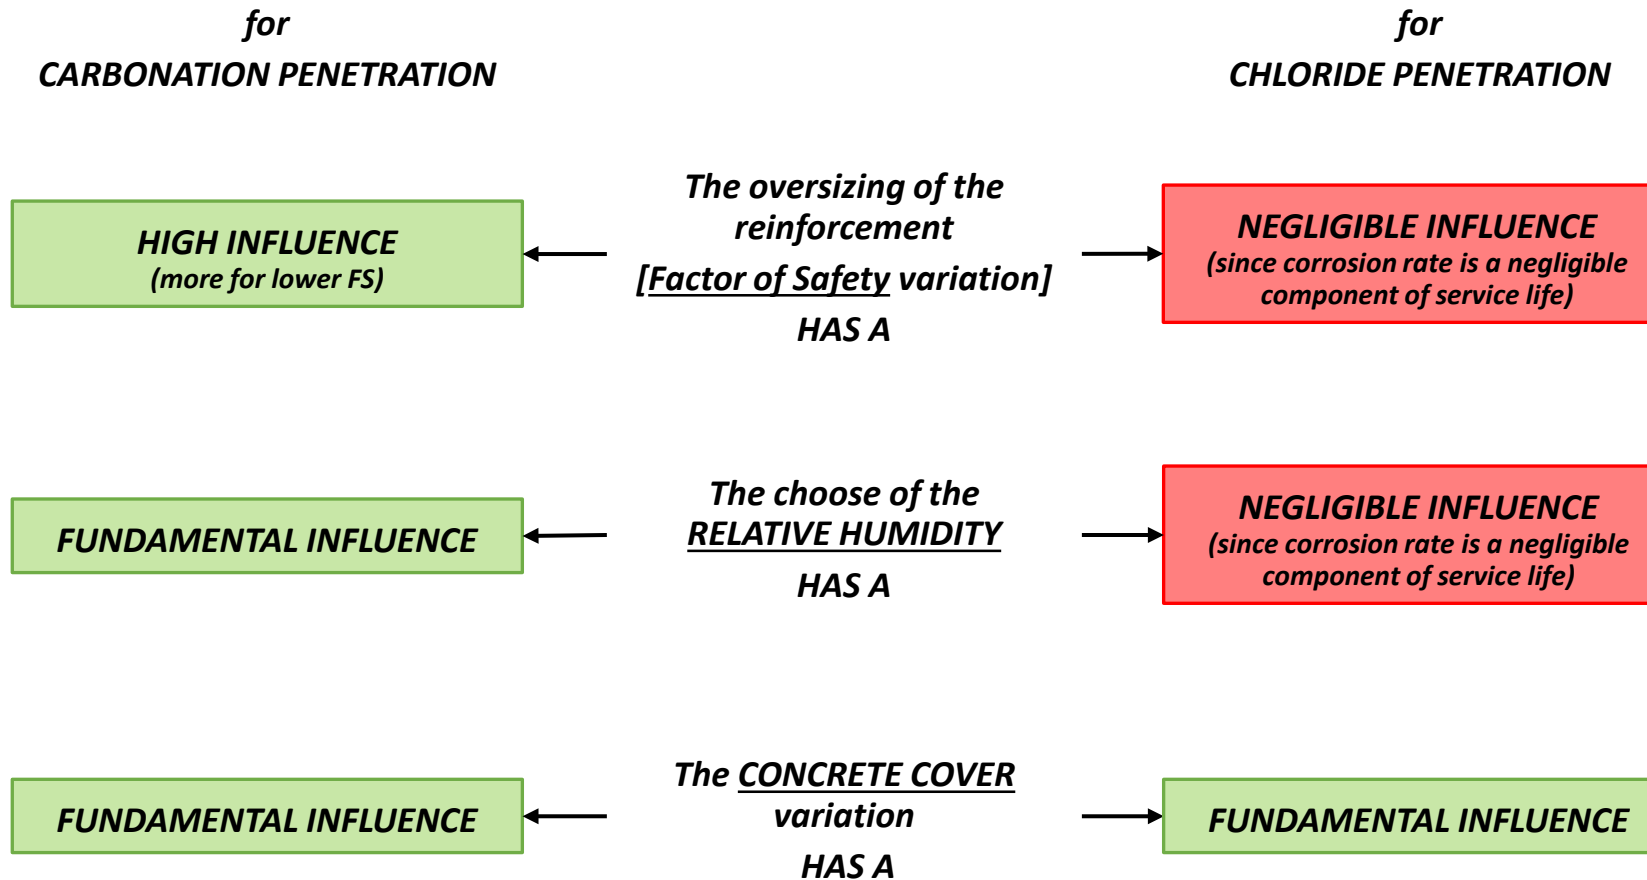 for
CARBONATION PENETRATION
for
CHLORIDE PENETRATION
HIGH INFLUENCE
(more for lower FS)
The oversizing of the
reinforcement
[Factor of Safety variation]
HAS A
NEGLIGIBLE INFLUENCE
(since corrosion rate is a negligible
component of service life)
FUNDAMENTAL INFLUENCE
The choose of the
RELATIVE HUMIDITY
HAS A
NEGLIGIBLE INFLUENCE
(since corrosion rate is a negligible
component of service life)
FUNDAMENTAL INFLUENCE
The CONCRETE COVER
variation
HAS A
FUNDAMENTAL INFLUENCE